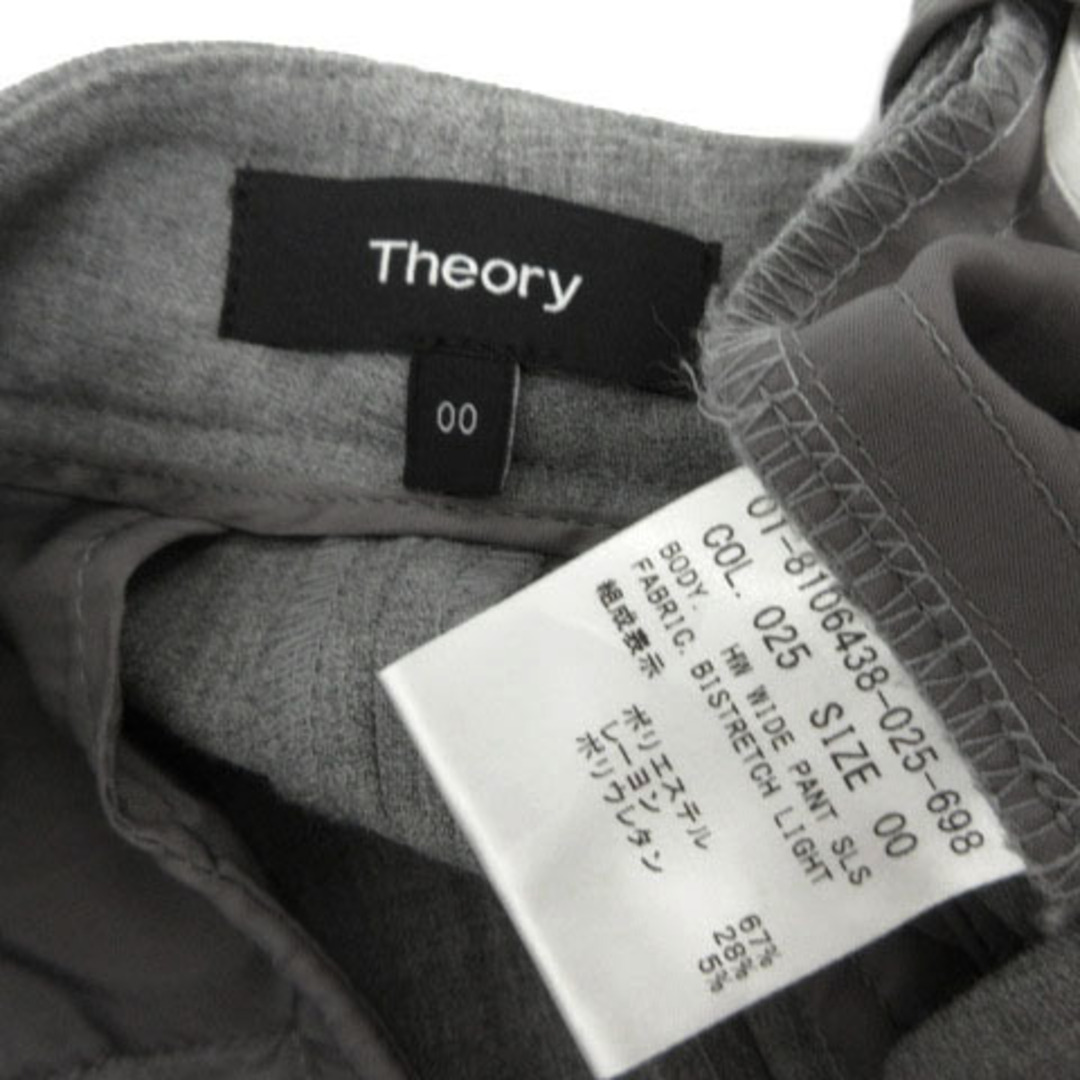 Theory
00
01-8106438-025-698
COL. 025 SIZE 00
BODY. HW WIDE PANT SLS
FABRIC. BISTRETCH LIGHT
組成表示
ポリエステル 67%
レーヨン 28%
ポリウレタン 5%